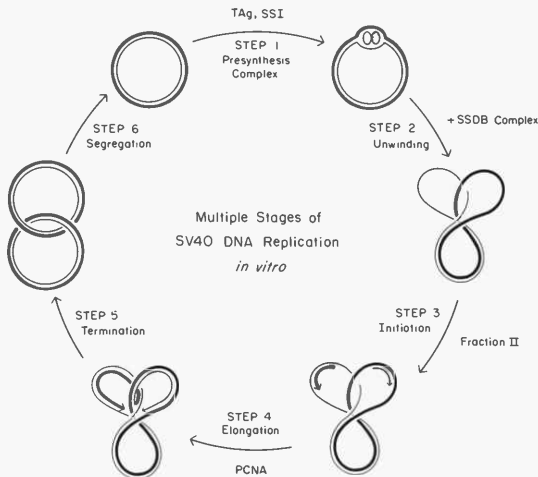 TAg, SSI
STEP 1
Presynthesis
Complex
STEP 2
Unwinding
+SSDB Complex
STEP 6
Segregation
Multiple Stages of
SV40 DNA Replication
in vitro
STEP 3
Initiotion
Fraction II
STEP 5
Termination
STEP 4
Elongation
PCNA